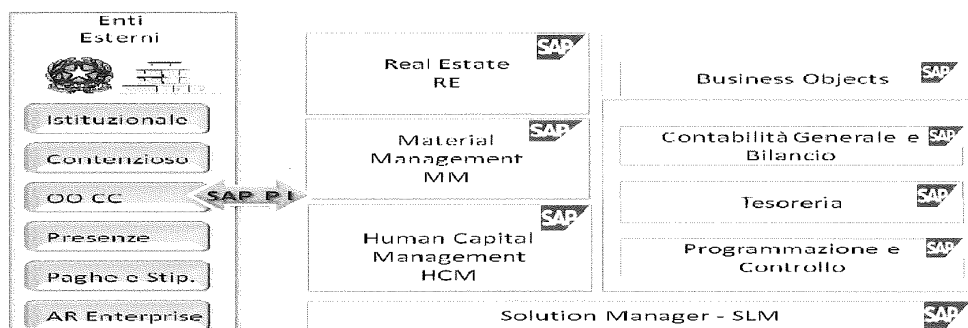 Enti
Esterni
Istituzionale
Contenzioso
OO CC
Presenze
Paghe e Stip.
AR Enterprise
SAP PI
SAP
Real Estate
RE
SAP
Material
Management
MM
SAP
Human Capital
Management
HCM
Business Objects
SAP
Contabilità Generale e
Bilancio
SAP
Tesoreria
SAP
Programmazione e
Controllo
SAP
Solution Manager - SLM
SAP